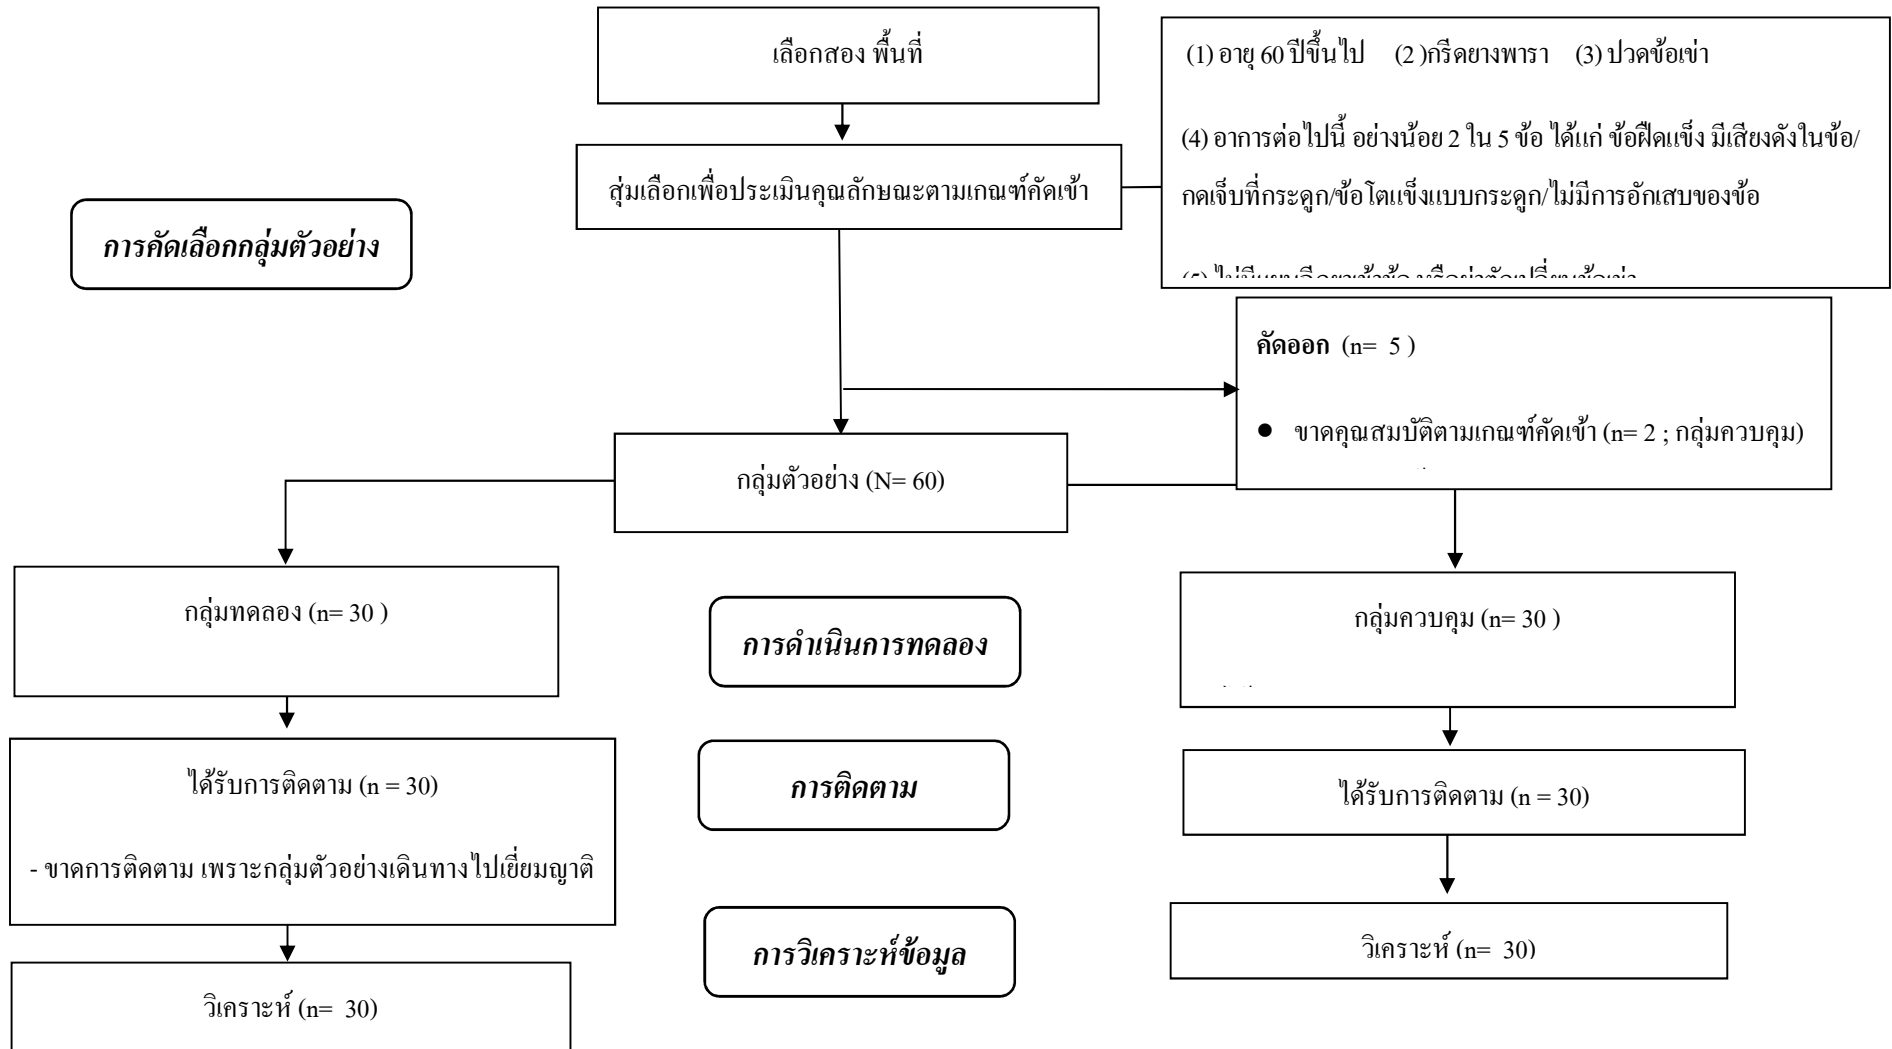 เลือกสอง พื้นที่
(1) อายุ 60 ปีขึ้นไป (2 )กรีดยางพารา (3) ปวดข้อเข่า
(4) อาการต่อไปนี้ อย่างน้อย 2 ใน 5 ข้อ ได้แก่ ข้อฝืดแข็ง มีเสียงดังในข้อ/
กดเจ็บที่กระดูก/ข้อโตแข็งแบบกระดูก/ไม่มีการอักเสบของข้อ
สุ่มเลือกเพื่อประเมินคุณลักษณะตามเกณฑ์คัดเข้า
การคัดเลือกกลุ่มตัวอย่าง
คัดออก (n= 5 )
● ขาดคุณสมบัติตามเกณฑ์คัดเข้า (n= 2 ; กลุ่มควบคุม)
กลุ่มตัวอย่าง (N= 60)
กลุ่มทดลอง (n= 30 )
การดำเนินการทดลอง
กลุ่มควบคุม (n= 30 )
ได้รับการติดตาม (n = 30)
- ขาดการติดตาม เพราะกลุ่มตัวอย่างเดินทางไปเยี่ยมญาติ
การติดตาม
ได้รับการติดตาม (n = 30)
การวิเคราะห์ข้อมูล
วิเคราะห์ (n= 30)
วิเคราะห์ (n= 30)